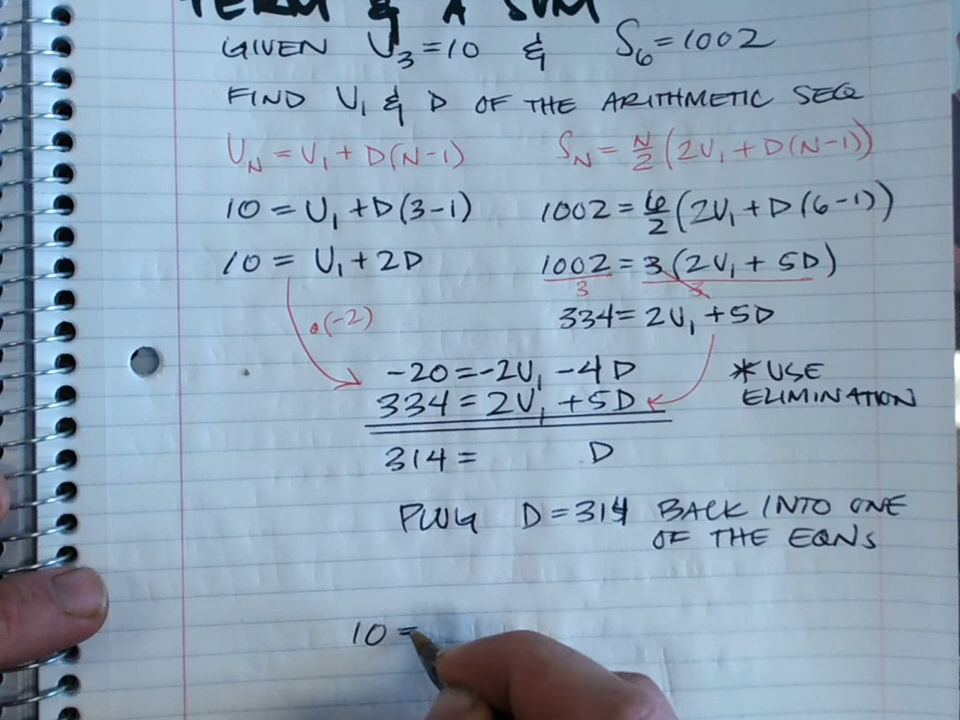 TERM & A SUM
GIVEN U₃ = 10 & S₆ = 1002
FIND U₁ & D OF THE ARITHMETIC SEQ
Uₙ = U₁ + D(N-1)
Sₙ = N/2 (2U₁ + D(N-1))
10 = U₁ + D(3-1)
1002 = 6/2 (2U₁ + D(6-1))
10 = U₁ + 2D
1002 = 3(2U₁ + 5D)
3 3
•(-2)
334 = 2U₁ + 5D
-20 = -2U₁ - 4D
334 = 2U₁ + 5D
*USE
ELIMINATION
314 = D
PLUG D = 314 BACK INTO ONE
OF THE EQNS
10 =